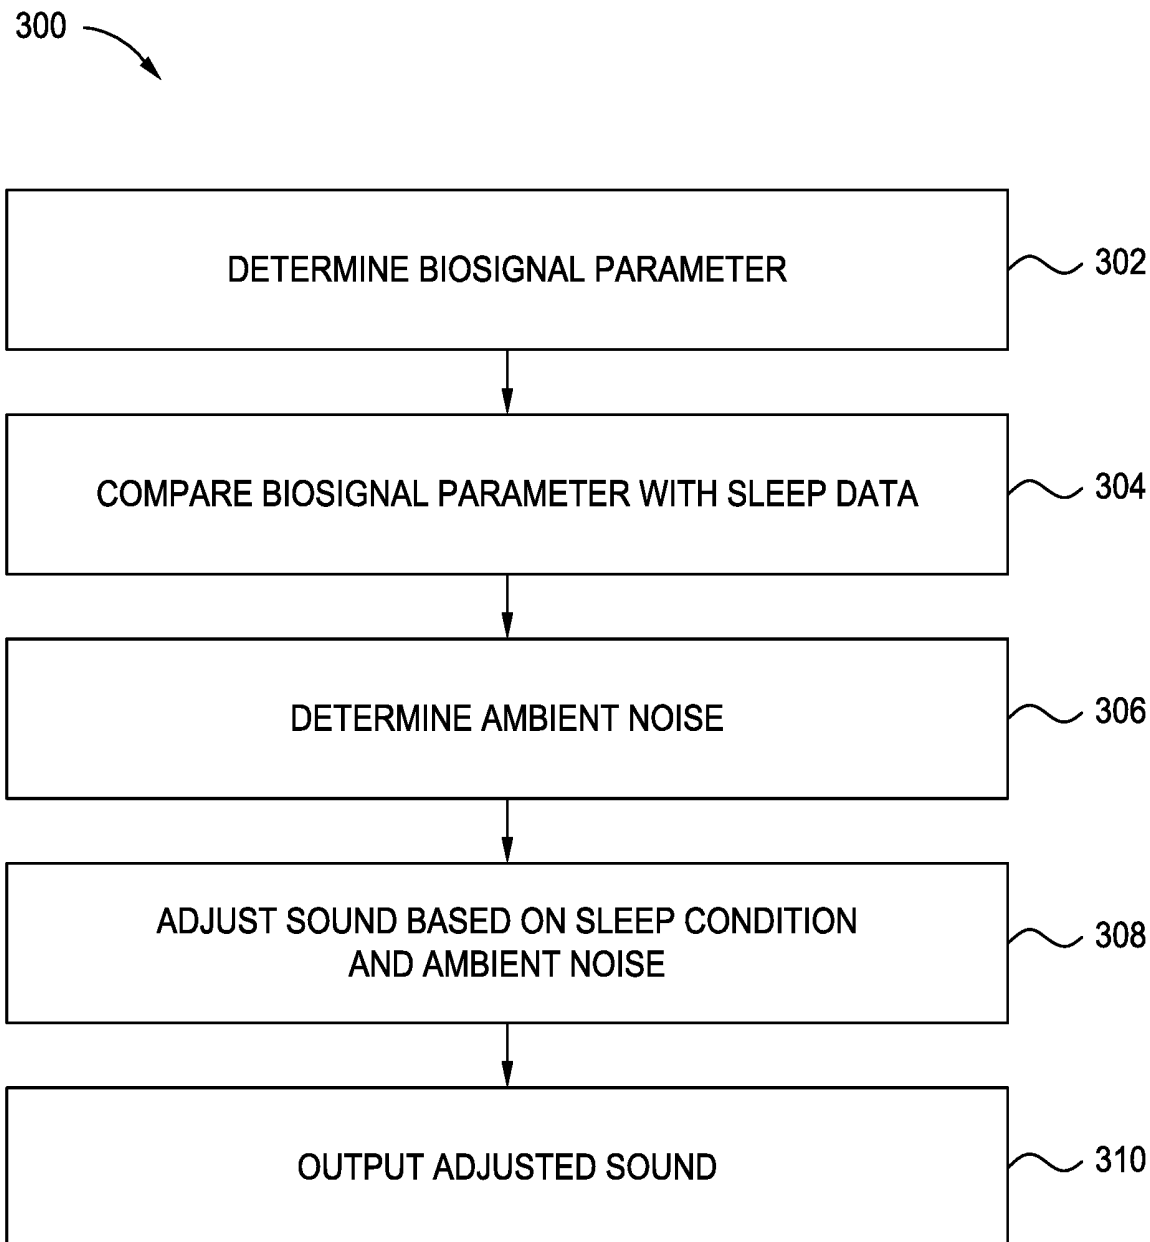 300
DETERMINE BIOSIGNAL PARAMETER
302
COMPARE BIOSIGNAL PARAMETER WITH SLEEP DATA
304
DETERMINE AMBIENT NOISE
306
ADJUST SOUND BASED ON SLEEP CONDITION
AND AMBIENT NOISE
308
OUTPUT ADJUSTED SOUND
310